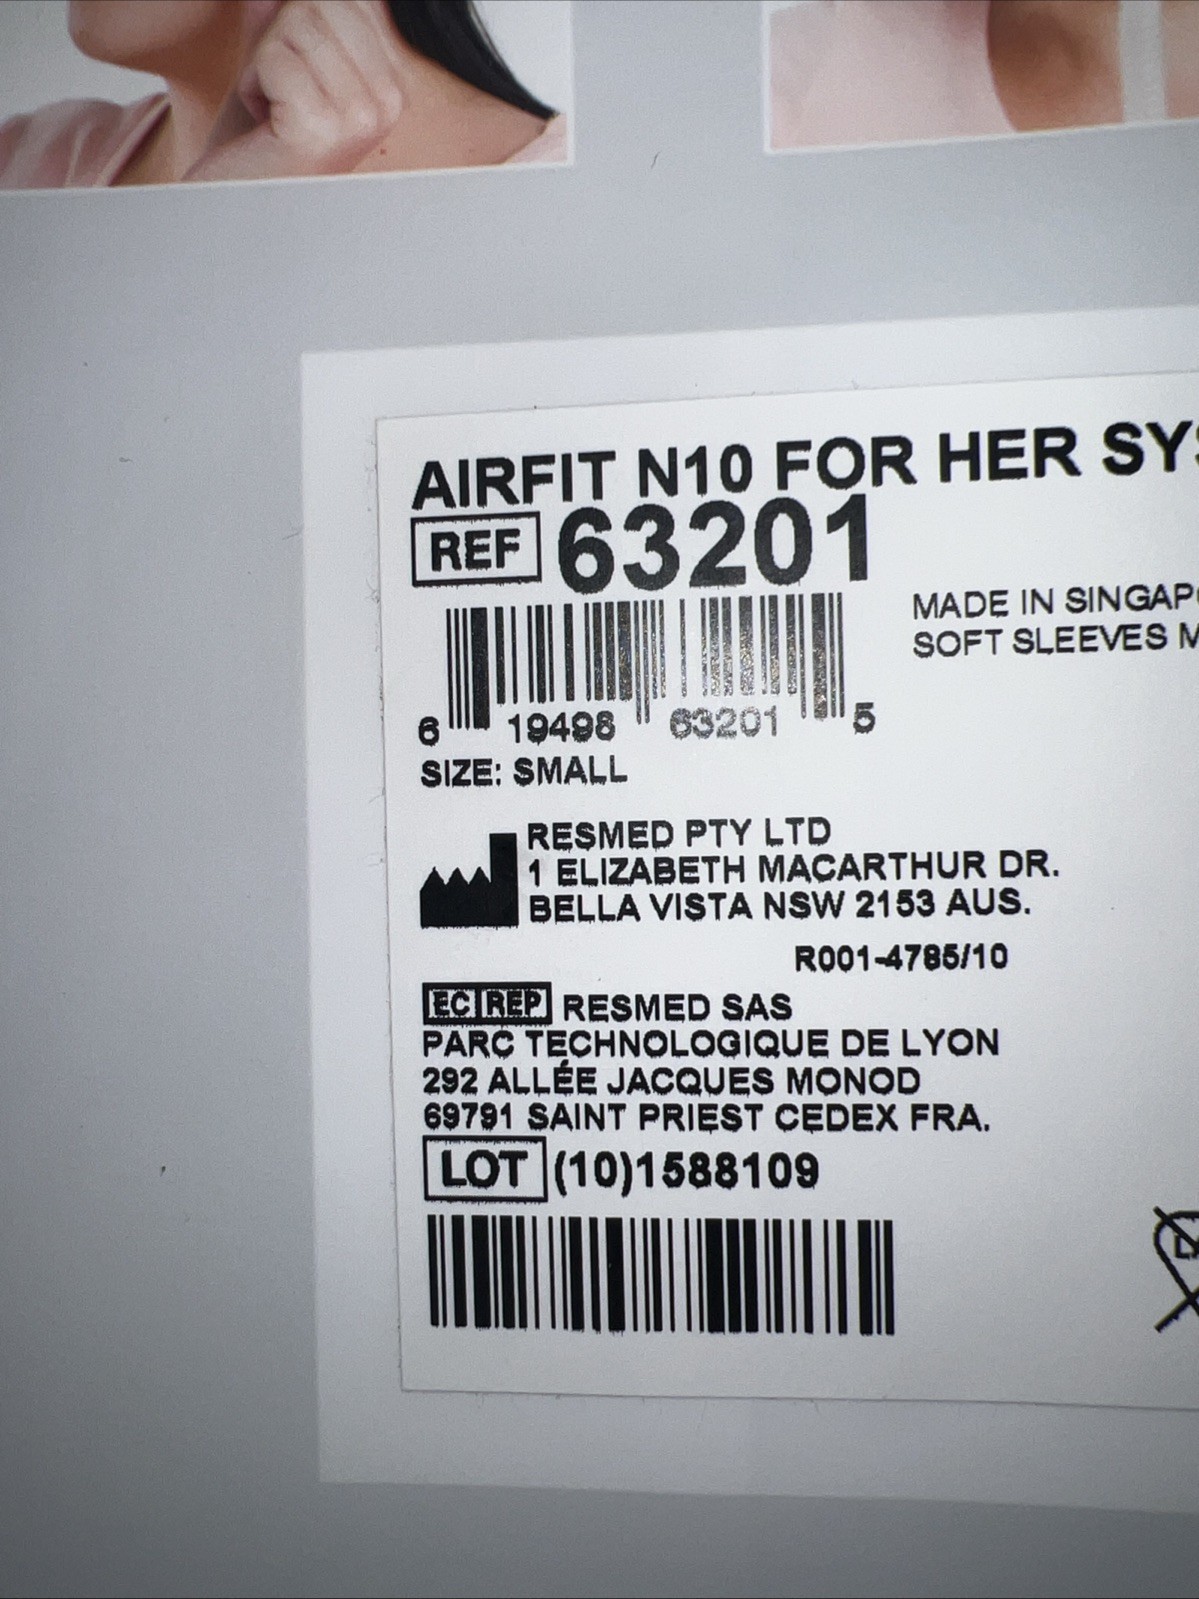 AIRFIT N10 FOR HER SYS
REF 63201
6 19498 63201 5
MADE IN SINGAPO
SOFT SLEEVES M
SIZE: SMALL
RESMED PTY LTD
1 ELIZABETH MACARTHUR DR.
BELLA VISTA NSW 2153 AUS.
R001-4785/10
EC REP RESMED SAS
PARC TECHNOLOGIQUE DE LYON
292 ALLÉE JACQUES MONOD
69791 SAINT PRIEST CEDEX FRA.
LOT (10)1588109